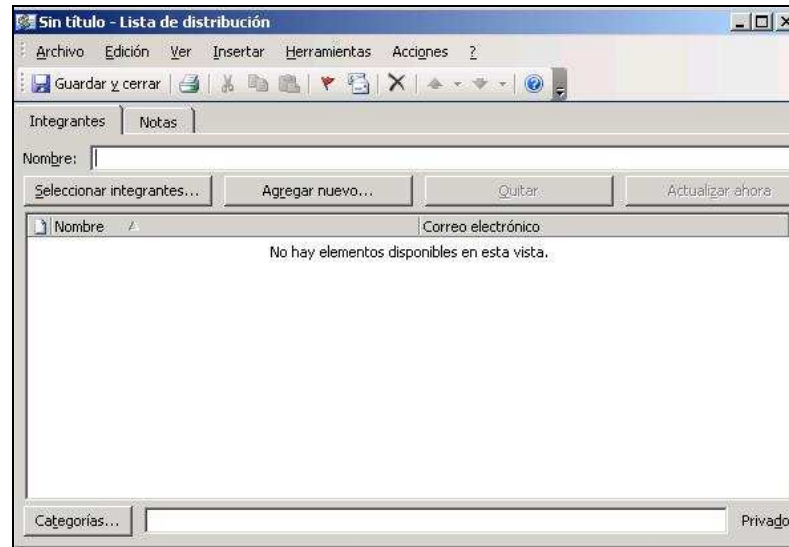 Sin título - Lista de distribución
Archivo Edición Ver Insertar Herramientas Acciones ?
Guardar y cerrar
Integrantes Notas
Nombre:
Seleccionar integrantes... Agregar nuevo... Quitar Actualizar ahora
Nombre Correo electrónico
No hay elementos disponibles en esta vista.
Categorías... Privado